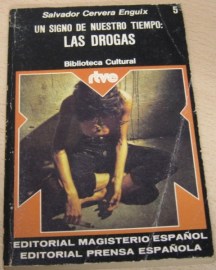 Salvador Cervera Enguix
5
UN SIGNO DE NUESTRO TIEMPO:
LAS DROGAS
Biblioteca Cultural
rtve
EDITORIAL MAGISTERIO ESPAÑOL
EDITORIAL PRENSA ESPAÑOLA